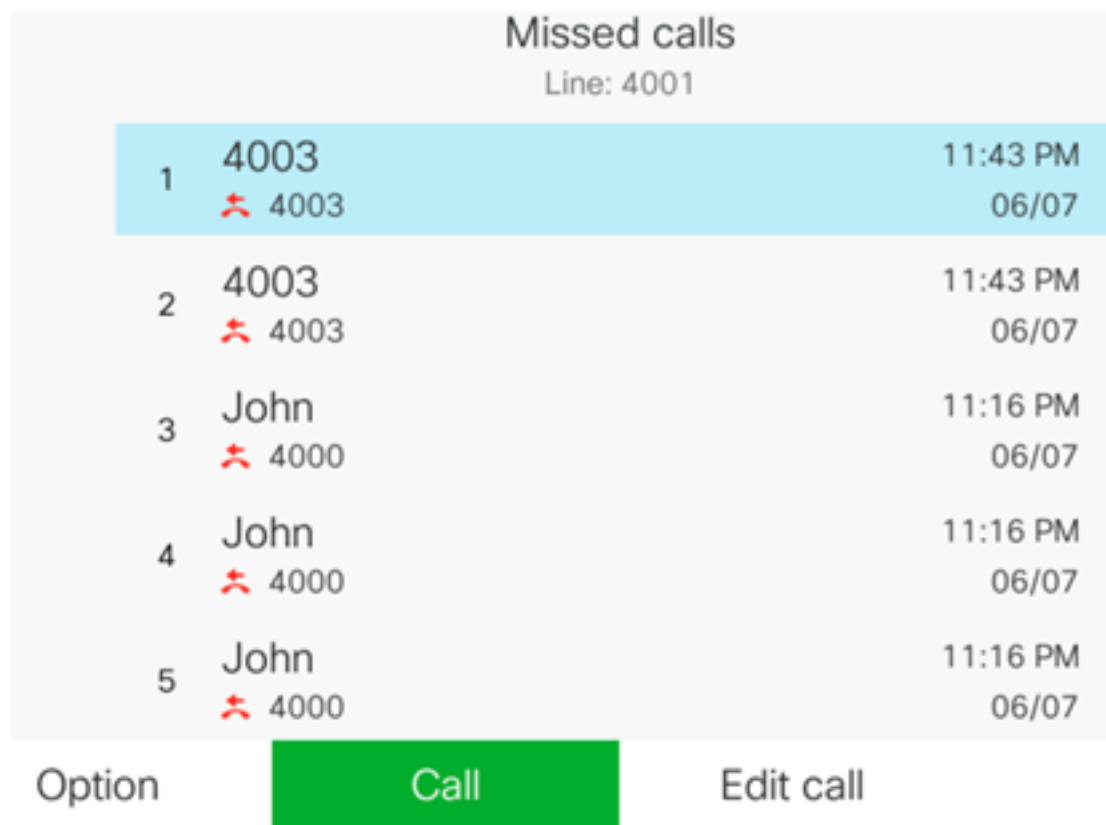 Missed calls
Line: 4001
1 4003 11:43 PM
4003 06/07
2 4003 11:43 PM
4003 06/07
3 John 11:16 PM
4000 06/07
4 John 11:16 PM
4000 06/07
5 John 11:16 PM
4000 06/07
Option Call Edit call